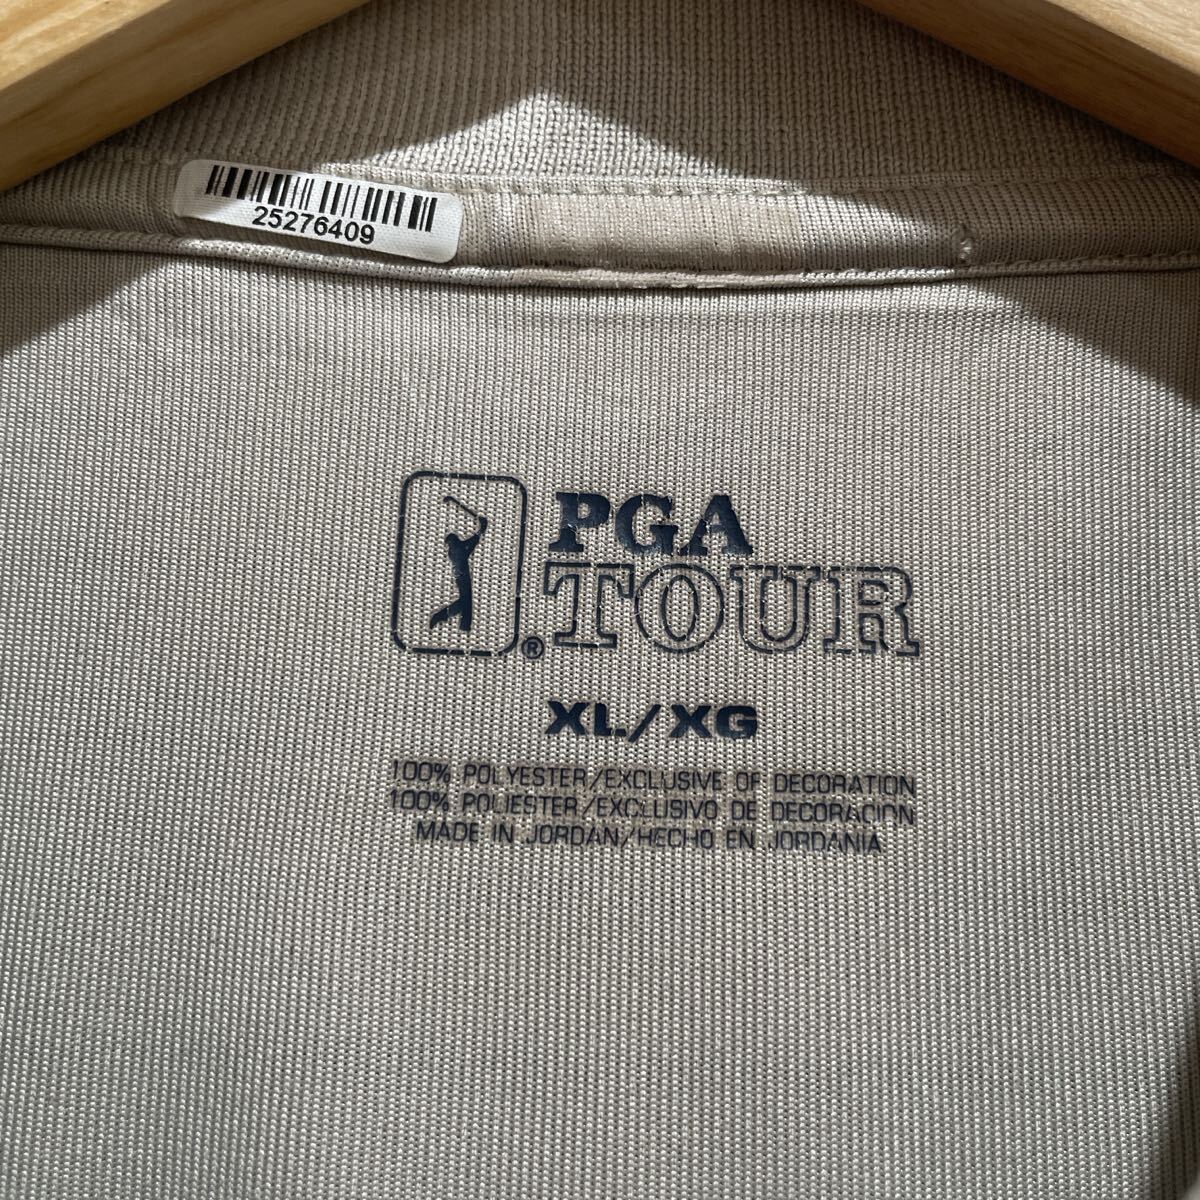 25276409
PGA
TOUR
®
XL/XG
100% POLYESTER/EXCLUSIVE OF DECORATION
100% POLIESTER/EXCLUSIVO DE DECORACION
MADE IN JORDAN/HECHO EN JORDANIA